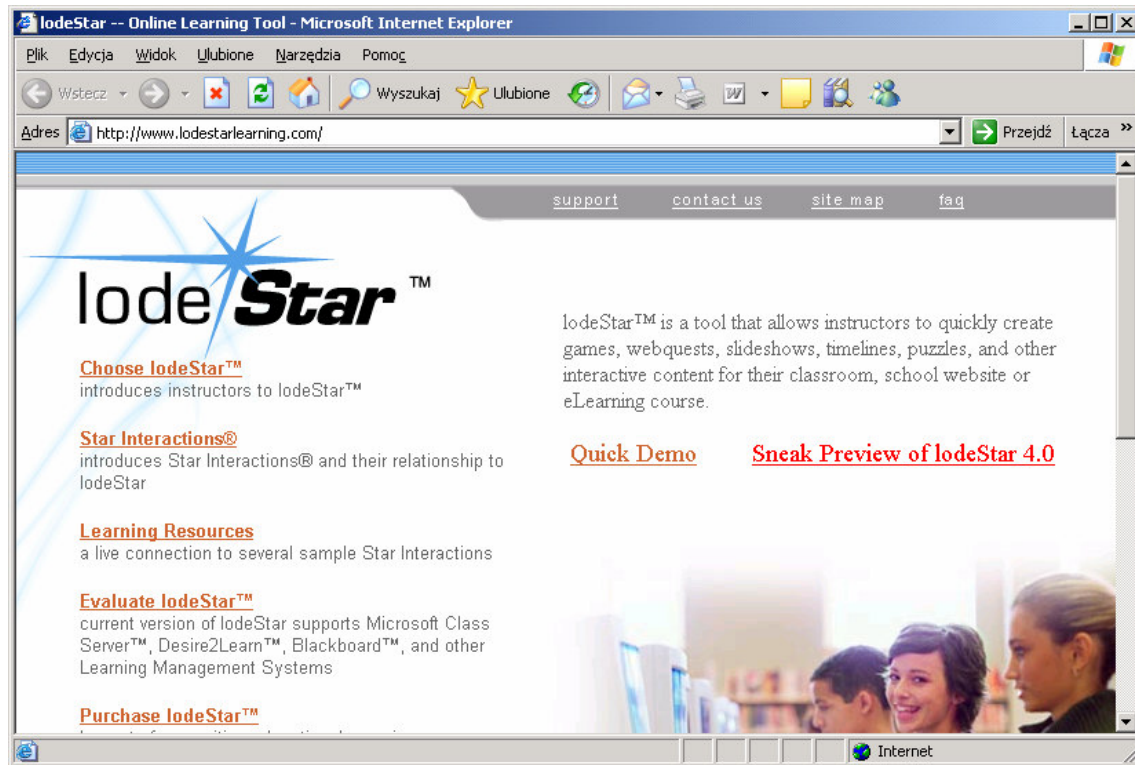 lodeStar -- Online Learning Tool - Microsoft Internet Explorer
Plik Edycja Widok Ulubione Narzędzia Pomoc
Wstecz Wyszukaj Ulubione
Adres http://www.lodestarlearning.com/ Przejdź Łącza »
support contact us site map faq
lodeStar ™
lodeStar™ is a tool that allows instructors to quickly create
games, webquests, slideshows, timelines, puzzles, and other
interactive content for their classroom, school website or
eLearning course.
Quick Demo Sneak Preview of lodeStar 4.0
Choose lodeStar™
introduces instructors to lodeStar™
Star Interactions®
introduces Star Interactions® and their relationship to
lodeStar
Learning Resources
a live connection to several sample Star Interactions
Evaluate lodeStar™
current version of lodeStar supports Microsoft Class
Server™, Desire2Learn™, Blackboard™, and other
Learning Management Systems
Purchase lodeStar™
Internet